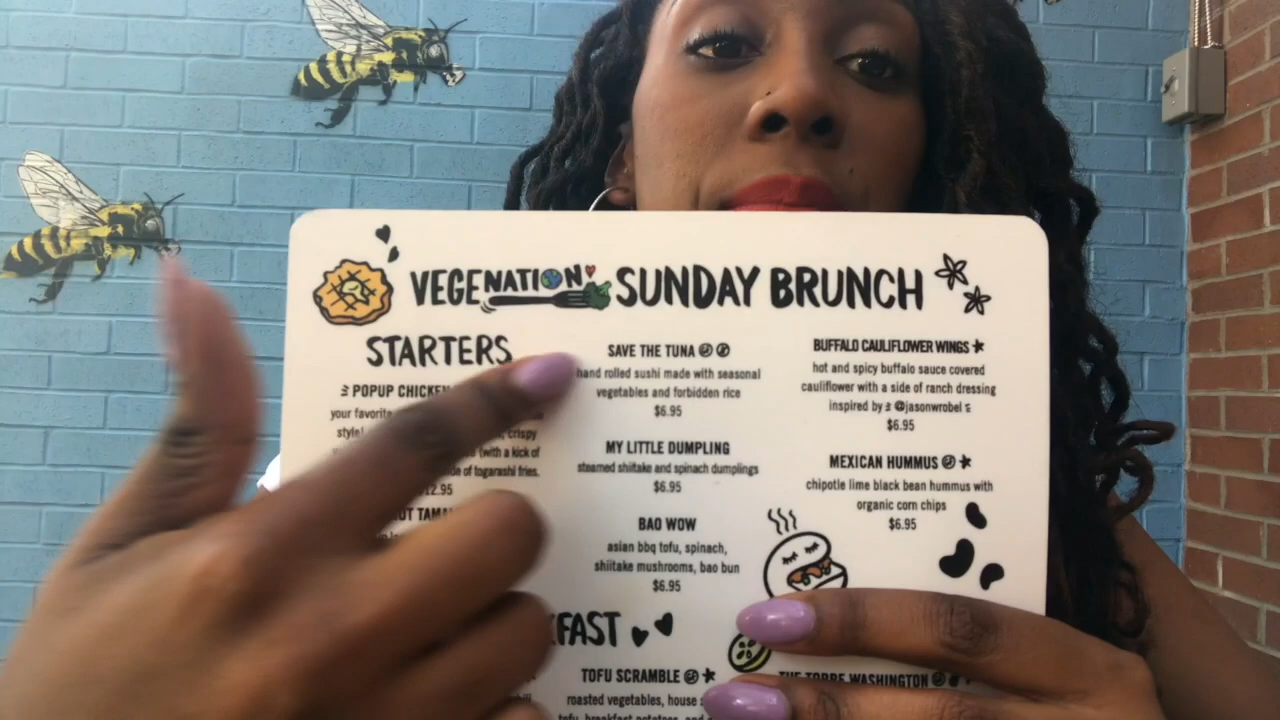 VEGENATION SUNDAY BRUNCH
STARTERS
POPUP CHICKEN
your favorite
style! crispy
(with a kick of
of togarashi fries.
12.95
SAVE THE TUNA
hand rolled sushi made with seasonal
vegetables and forbidden rice
$6.95
MY LITTLE DUMPLING
steamed shiitake and spinach dumplings
$6.95
BAO WOW
asian bbq tofu, spinach,
shiitake mushrooms, bao bun
$6.95
BUFFALO CAULIFLOWER WINGS
hot and spicy buffalo sauce covered
cauliflower with a side of ranch dressing
inspired by @jasonwrobel
$6.95
MEXICAN HUMMUS
chipotle lime black bean hummus with
organic corn chips
$6.95
FAST
TOFU SCRAMBLE
roasted vegetables, house
tofu, breakfast potatoes, and
THE TORRE WASHINGTON